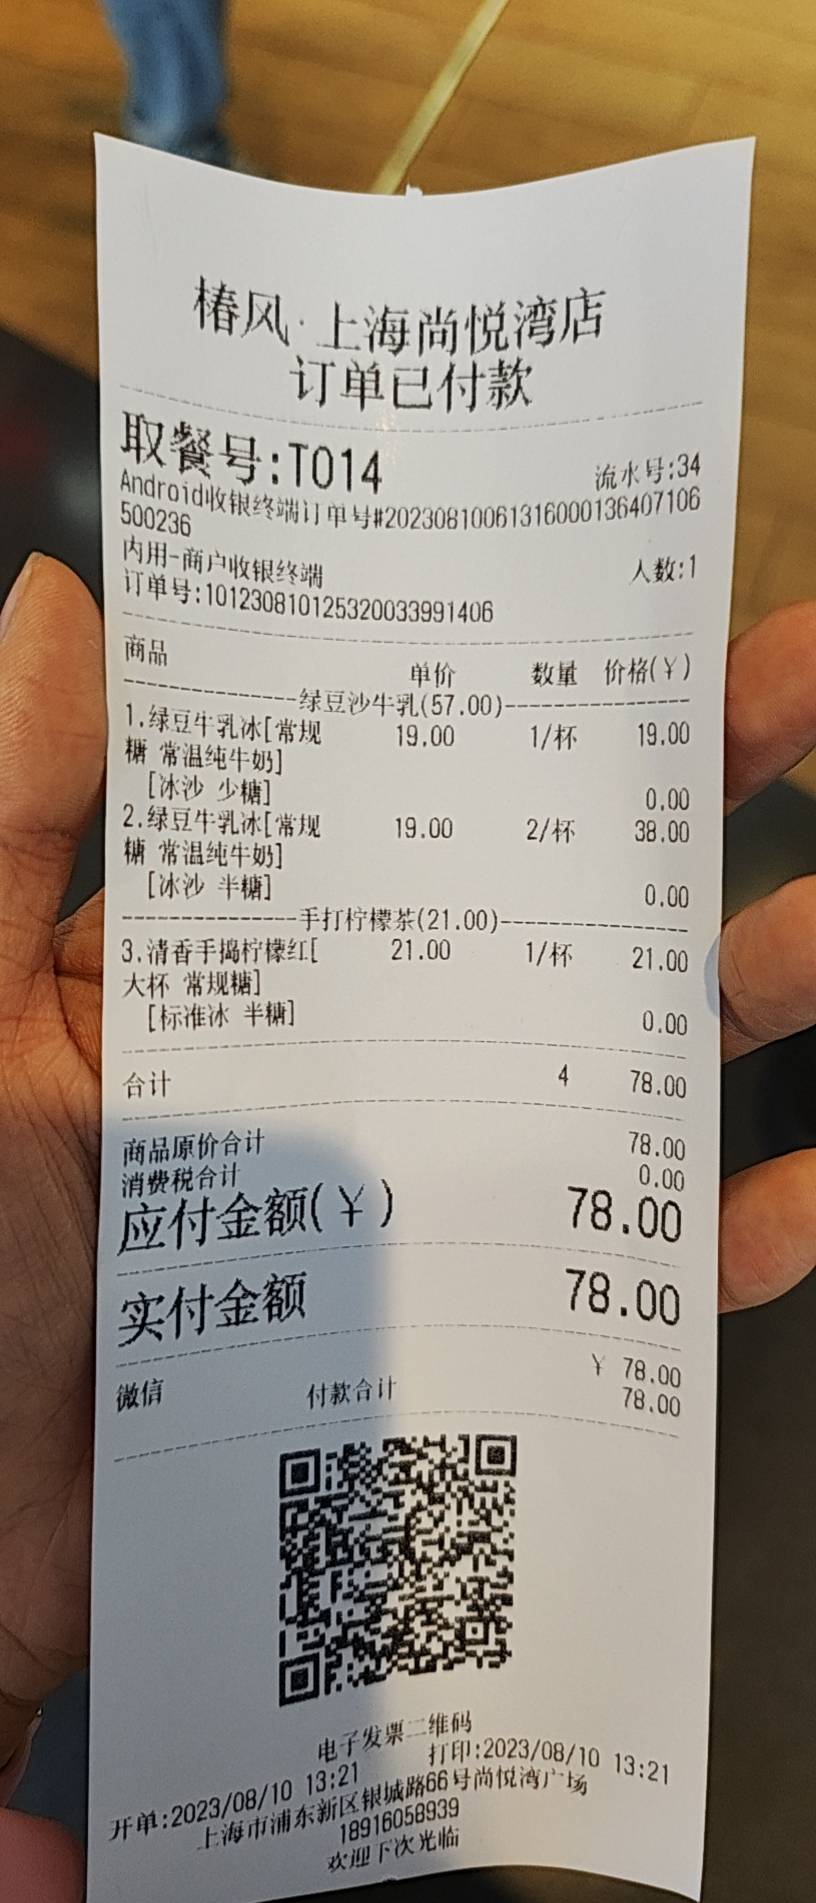 椿风·上海尚悦湾店
订单已付款
取餐号:T014
流水号:34
Android收银终端订单号#20230810061316000136407106
500236
内用-商户收银终端 人数:1
订单号:101230810125320033991406
商品 单价 数量 价格(¥)
---------------绿豆沙牛乳(57.00)----------------
1.绿豆牛乳冰[常规 19.00 1/杯 19.00
糖 常温纯牛奶]
[冰沙 少糖] 0.00
2.绿豆牛乳冰[常规 19.00 2/杯 38.00
糖 常温纯牛奶]
[冰沙 半糖] 0.00
---------------手打柠檬茶(21.00)----------------
3.清香手捣柠檬红[ 21.00 1/杯 21.00
大杯 常规糖]
[标准冰 半糖] 0.00
合计 4 78.00
商品原价合计 78.00
消费税合计 0.00
应付金额(¥) 78.00
实付金额 78.00
¥ 78.00
微信 付款合计 78.00
电子发票二维码
开单:2023/08/10 13:21 打印:2023/08/10 13:21
上海市浦东新区银城路66号尚悦湾广场
18916058939
欢迎下次光临